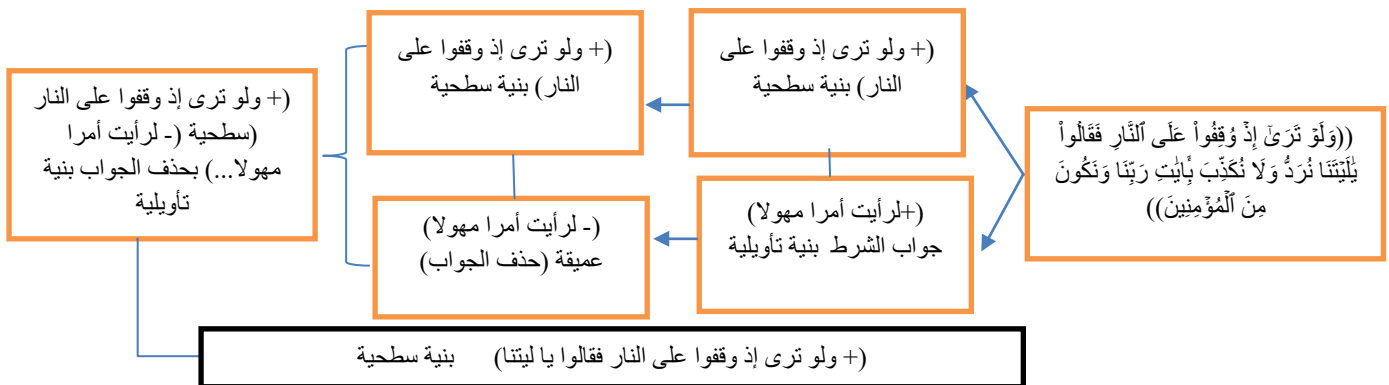 ((وَلَوۡ تَرَىٰٓ إِذۡ وُقِفُواْ عَلَى ٱلنَّارِ فَقَالُواْ
يَٰلَيۡتَنَا نُرَدُّ وَلَا نُكَذِّبَ بِـَٔايَٰتِ رَبِّنَا وَنَكُونَ
مِنَ ٱلۡمُؤۡمِنِينَ))
(+ ولو ترى إذ وقفوا على
النار) بنية سطحية
(+لرأيت أمرا مهولا)
جواب الشرط بنية تأويلية
(+ ولو ترى إذ وقفوا على
النار) بنية سطحية
(- لرأيت أمرا مهولا)
عميقة (حذف الجواب)
(+ ولو ترى إذ وقفوا على النار
(سطحية (- لرأيت أمرا
مهولا...) بحذف الجواب بنية
تأويلية
(+ ولو ترى إذ وقفوا على النار فقالوا يا ليتنا) بنية سطحية